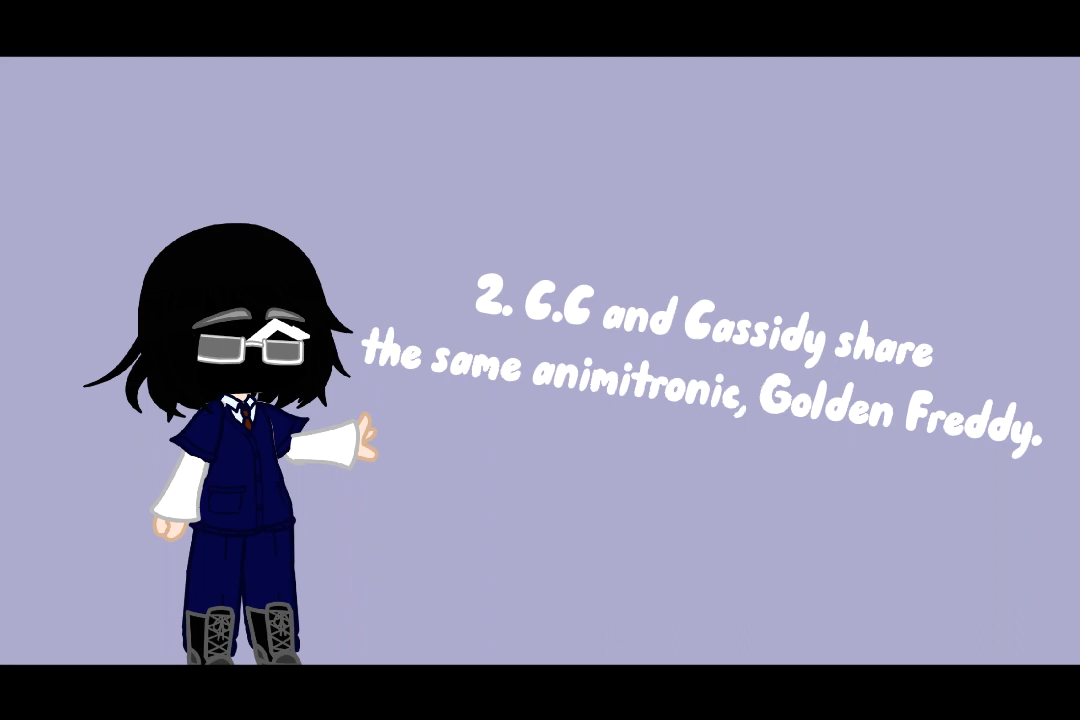 2. C.C and Cassidy share
the same animitronic, Golden Freddy.